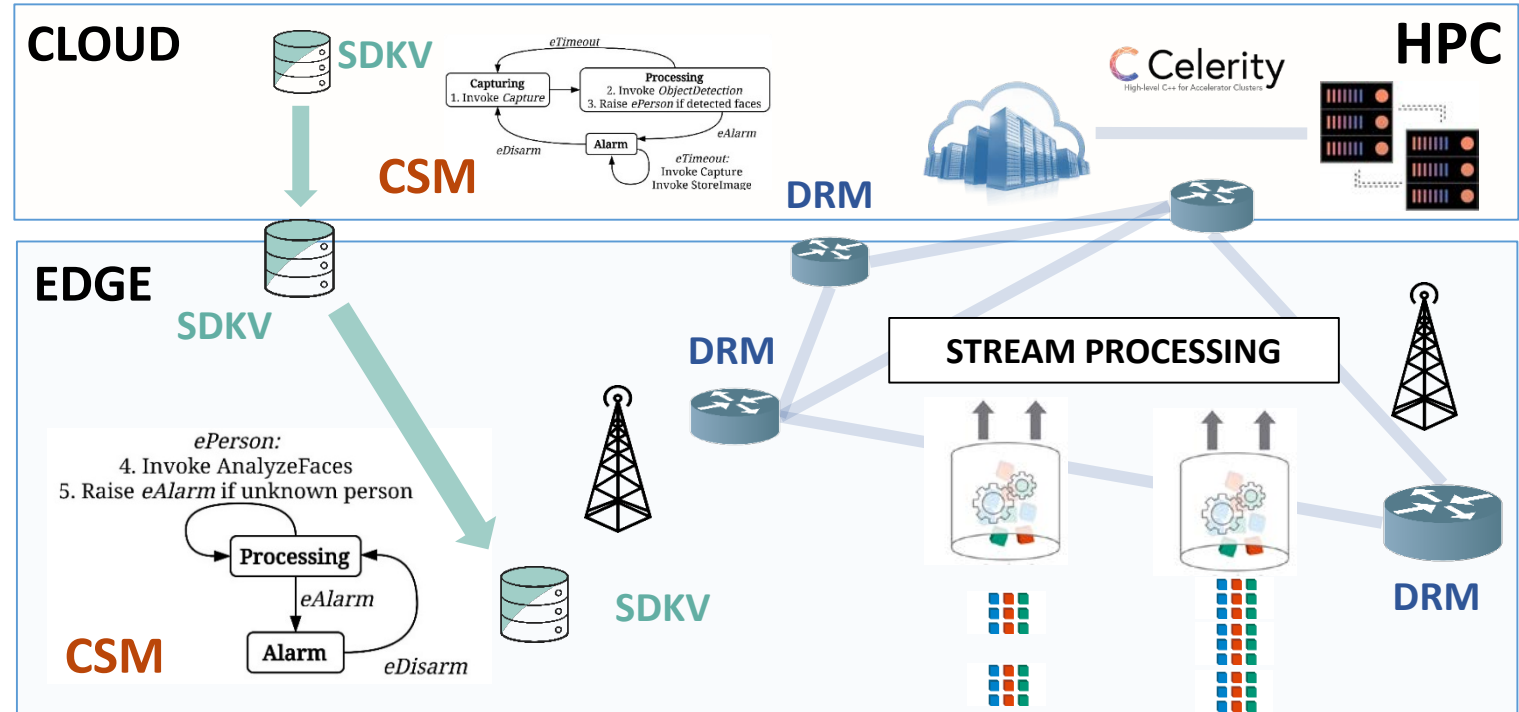 CLOUD
SDKV
eTimeout
Capturing
1. Invoke Capture
Processing
2. Invoke ObjectDetection
3. Raise ePerson if detected faces
eDisarm
Alarm
eAlarm
eTimeout:
Invoke Capture
Invoke StoreImage
CSM
Celerity
High-level C++ for Accelerator Clusters
HPC
DRM
EDGE
SDKV
DRM
STREAM PROCESSING
ePerson:
4. Invoke AnalyzeFaces
5. Raise eAlarm if unknown person
Processing
eAlarm
Alarm
eDisarm
CSM
SDKV
DRM